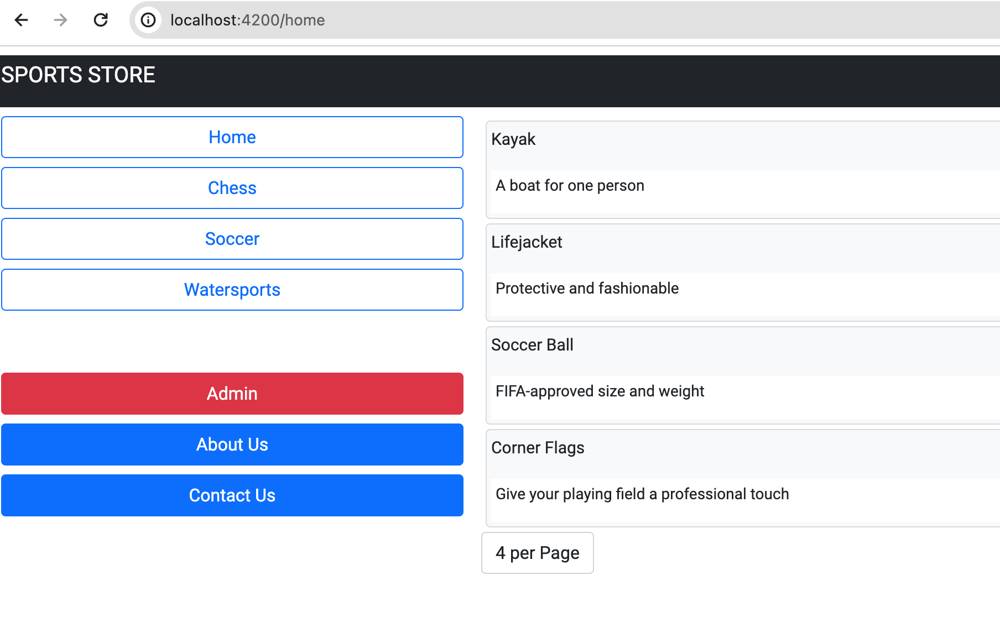 localhost:4200/home
SPORTS STORE
Home
Chess
Soccer
Watersports
Admin
About Us
Contact Us
Kayak
A boat for one person
Lifejacket
Protective and fashionable
Soccer Ball
FIFA-approved size and weight
Corner Flags
Give your playing field a professional touch
4 per Page